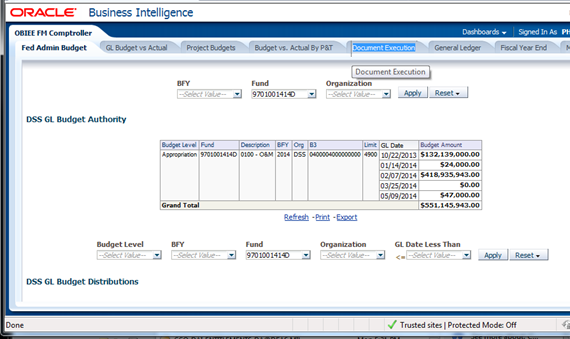 ORACLE Business Intelligence
OBIEE FM Comptroller Dashboards Signed In As
Fed Admin Budget GL Budget vs Actual Project Budgets Budget vs. Actual By P&T Document Execution General Ledger Fiscal Year End
Document Execution
BFY Fund Organization
--Select Value-- 9701001414D --Select Value-- Apply Reset
DSS GL Budget Authority
Budget Level Fund Description BFY Org B3 Limit GL Date Budget Amount
Appropriation 9701001414D 0100 - O&M 2014 DSS 4900 10/22/2013 $132,139,000.00
01/14/2014 $24,000.00
02/07/2014 $418,935,943.00
03/25/2014 $0.00
05/09/2014 $47,000.00
Grand Total $551,145,943.00
Refresh - Print - Export
Budget Level BFY Fund Organization GL Date Less Than
--Select Value-- --Select Value-- 9701001414D --Select Value-- <= --Select Value-- Apply Reset
DSS GL Budget Distributions
Done Trusted sites | Protected Mode: Off